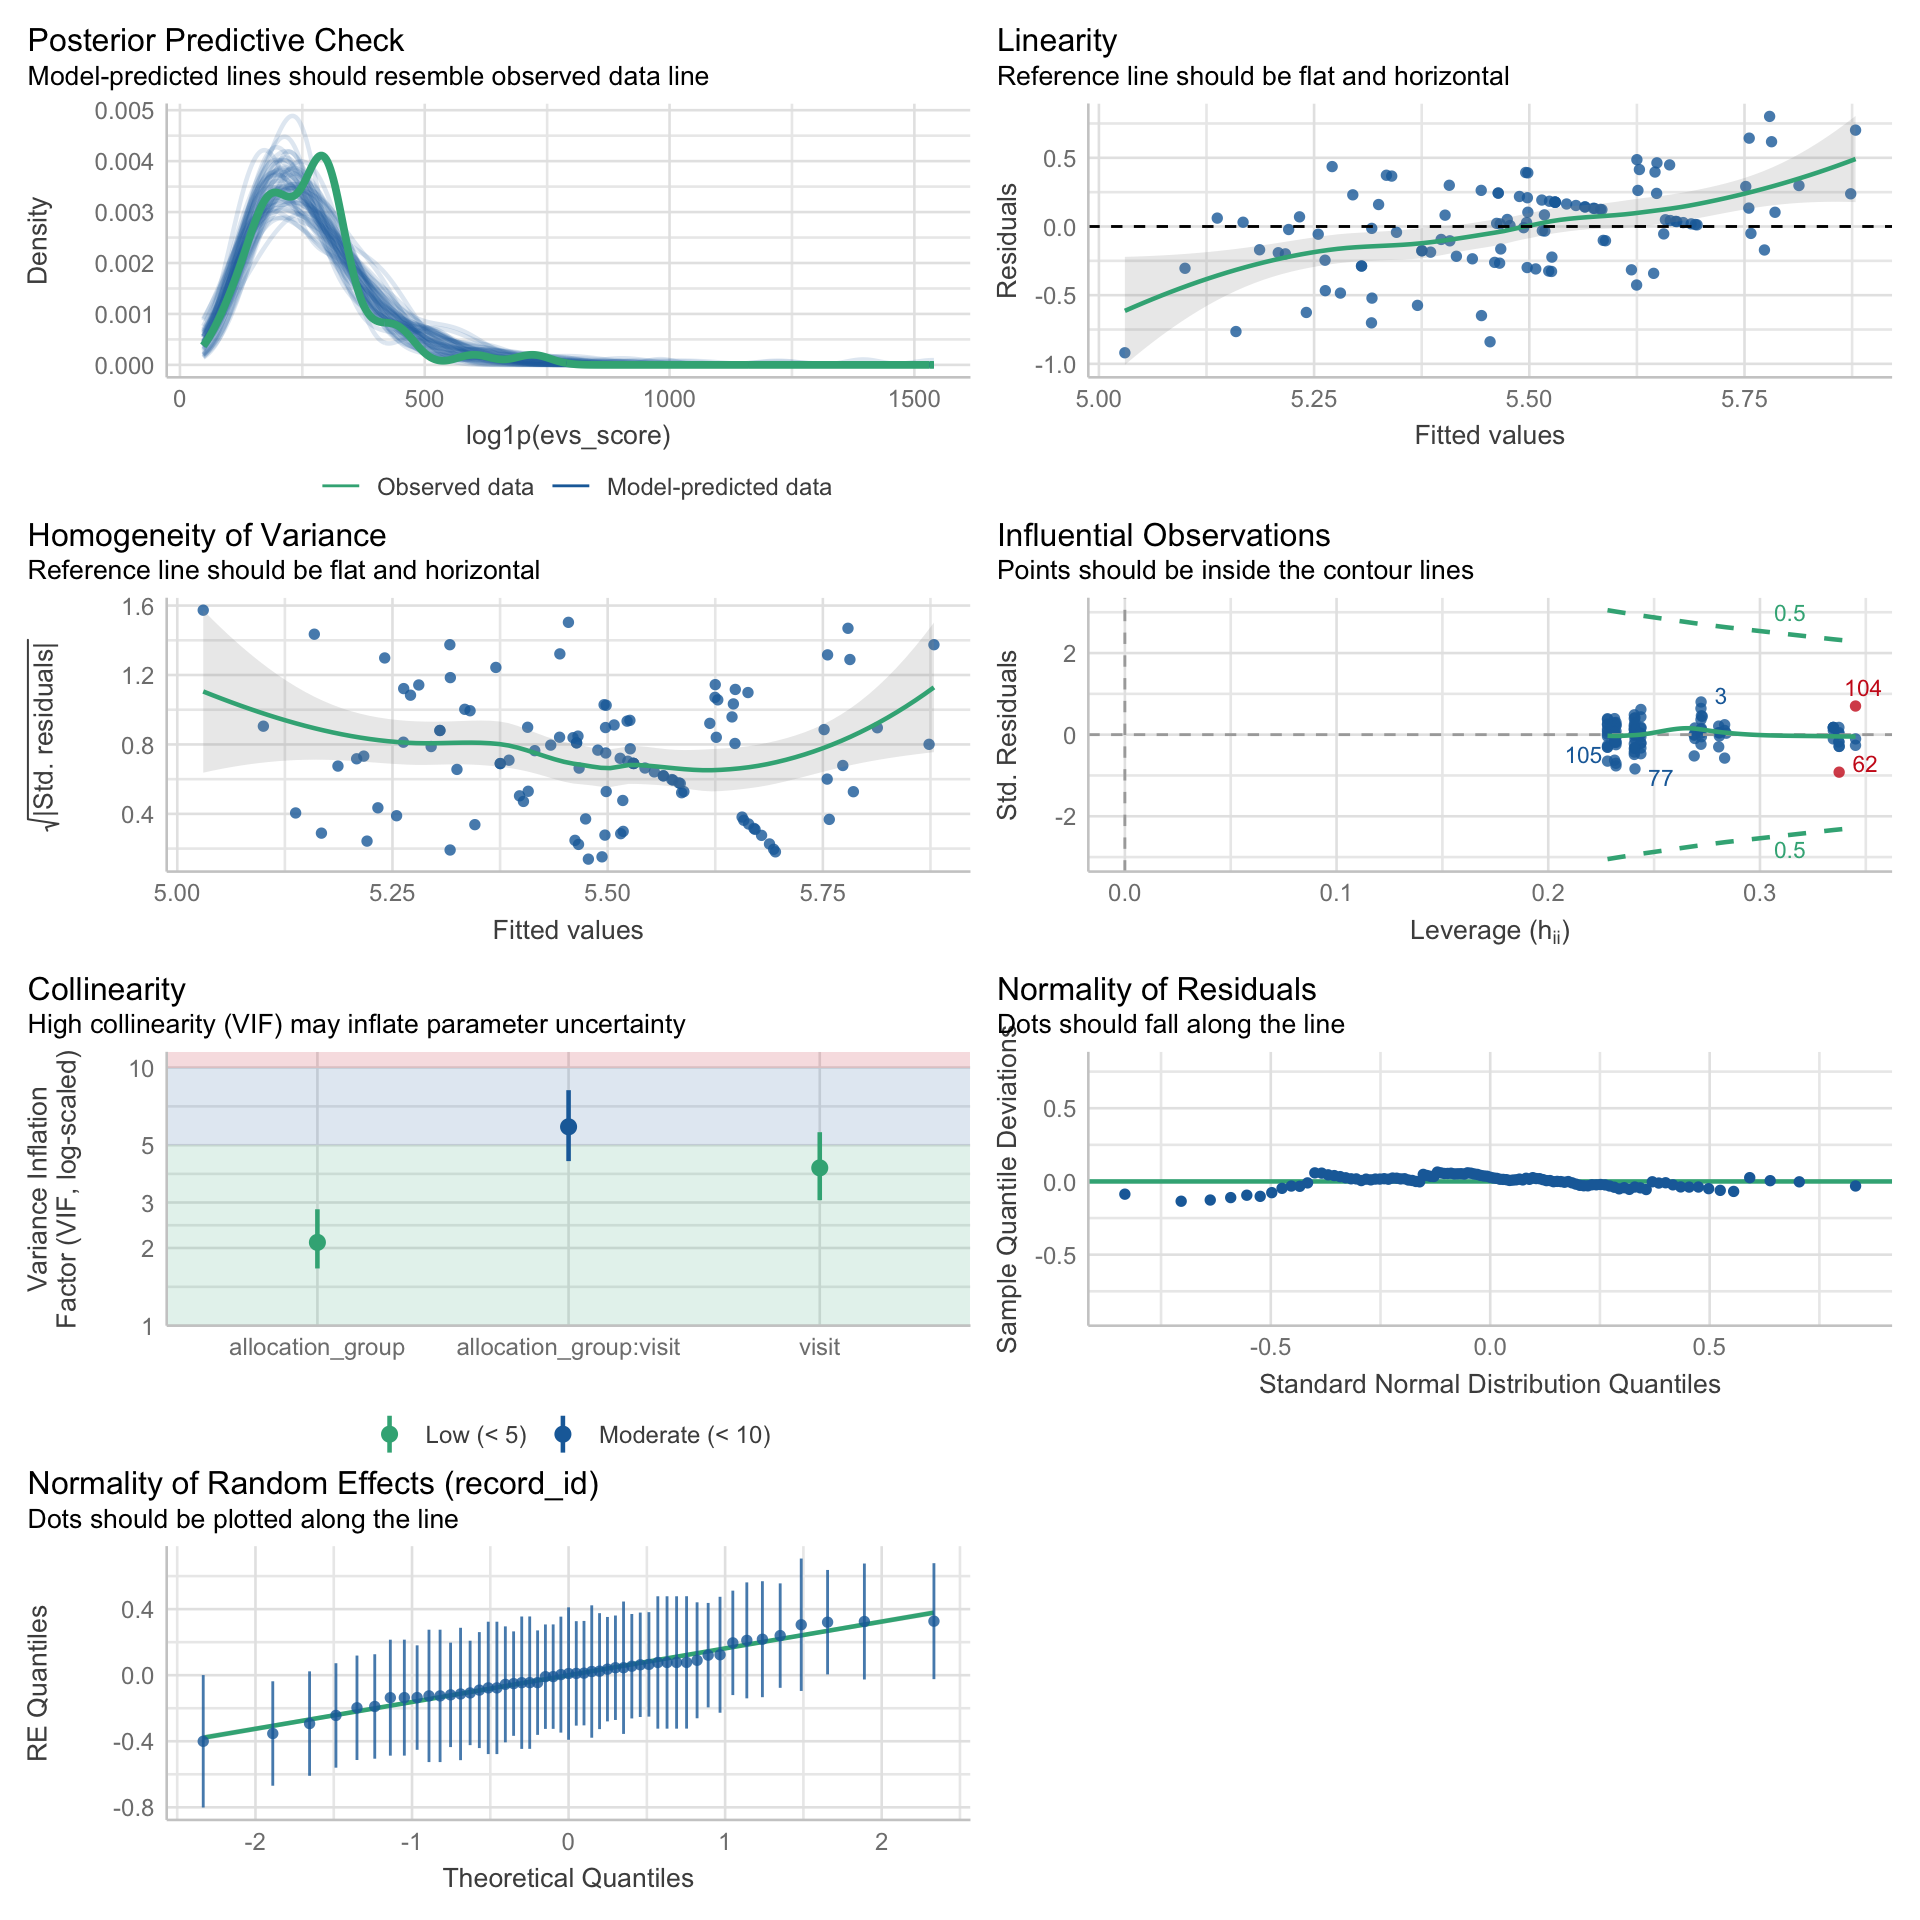 Posterior Predictive Check
Model-predicted lines should resemble observed data line
Density
0.005
0.004
0.003
0.002
0.001
0.000
0
500
1000
1500
log1p(evs_score)
Observed data
Model-predicted data
Linearity
Reference line should be flat and horizontal
Residuals
0.5
0.0
-0.5
-1.0
5.00
5.25
5.50
5.75
Fitted values
Homogeneity of Variance
Reference line should be flat and horizontal
√|Std. residuals|
1.6
1.2
0.8
0.4
5.00
5.25
5.50
5.75
Fitted values
Influential Observations
Points should be inside the contour lines
Std. Residuals
2
0
-2
0.5
104
3
105
77
62
0.5
0.0
0.1
0.2
0.3
Leverage (hii)
Collinearity
High collinearity (VIF) may inflate parameter uncertainty
Variance Inflation
Factor (VIF, log-scaled)
10
5
3
2
1
allocation_group
allocation_group:visit
visit
Low (< 5)
Moderate (< 10)
Normality of Residuals
Dots should fall along the line
Sample Quantile Deviations
0.5
0.0
-0.5
-0.5
0.0
0.5
Standard Normal Distribution Quantiles
Normality of Random Effects (record_id)
Dots should be plotted along the line
RE Quantiles
0.4
0.0
-0.4
-0.8
-2
-1
0
1
2
Theoretical Quantiles